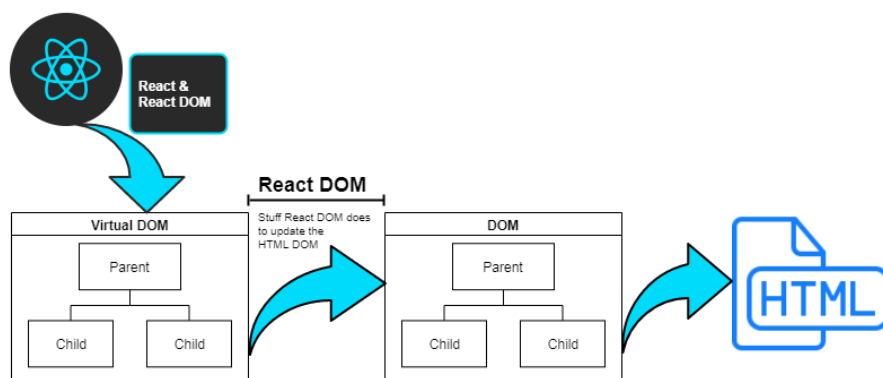 React &
React DOM
React DOM
Stuff React DOM does
to update the
HTML DOM
Virtual DOM
Parent
Child
Child
DOM
Parent
Child
Child
HTML